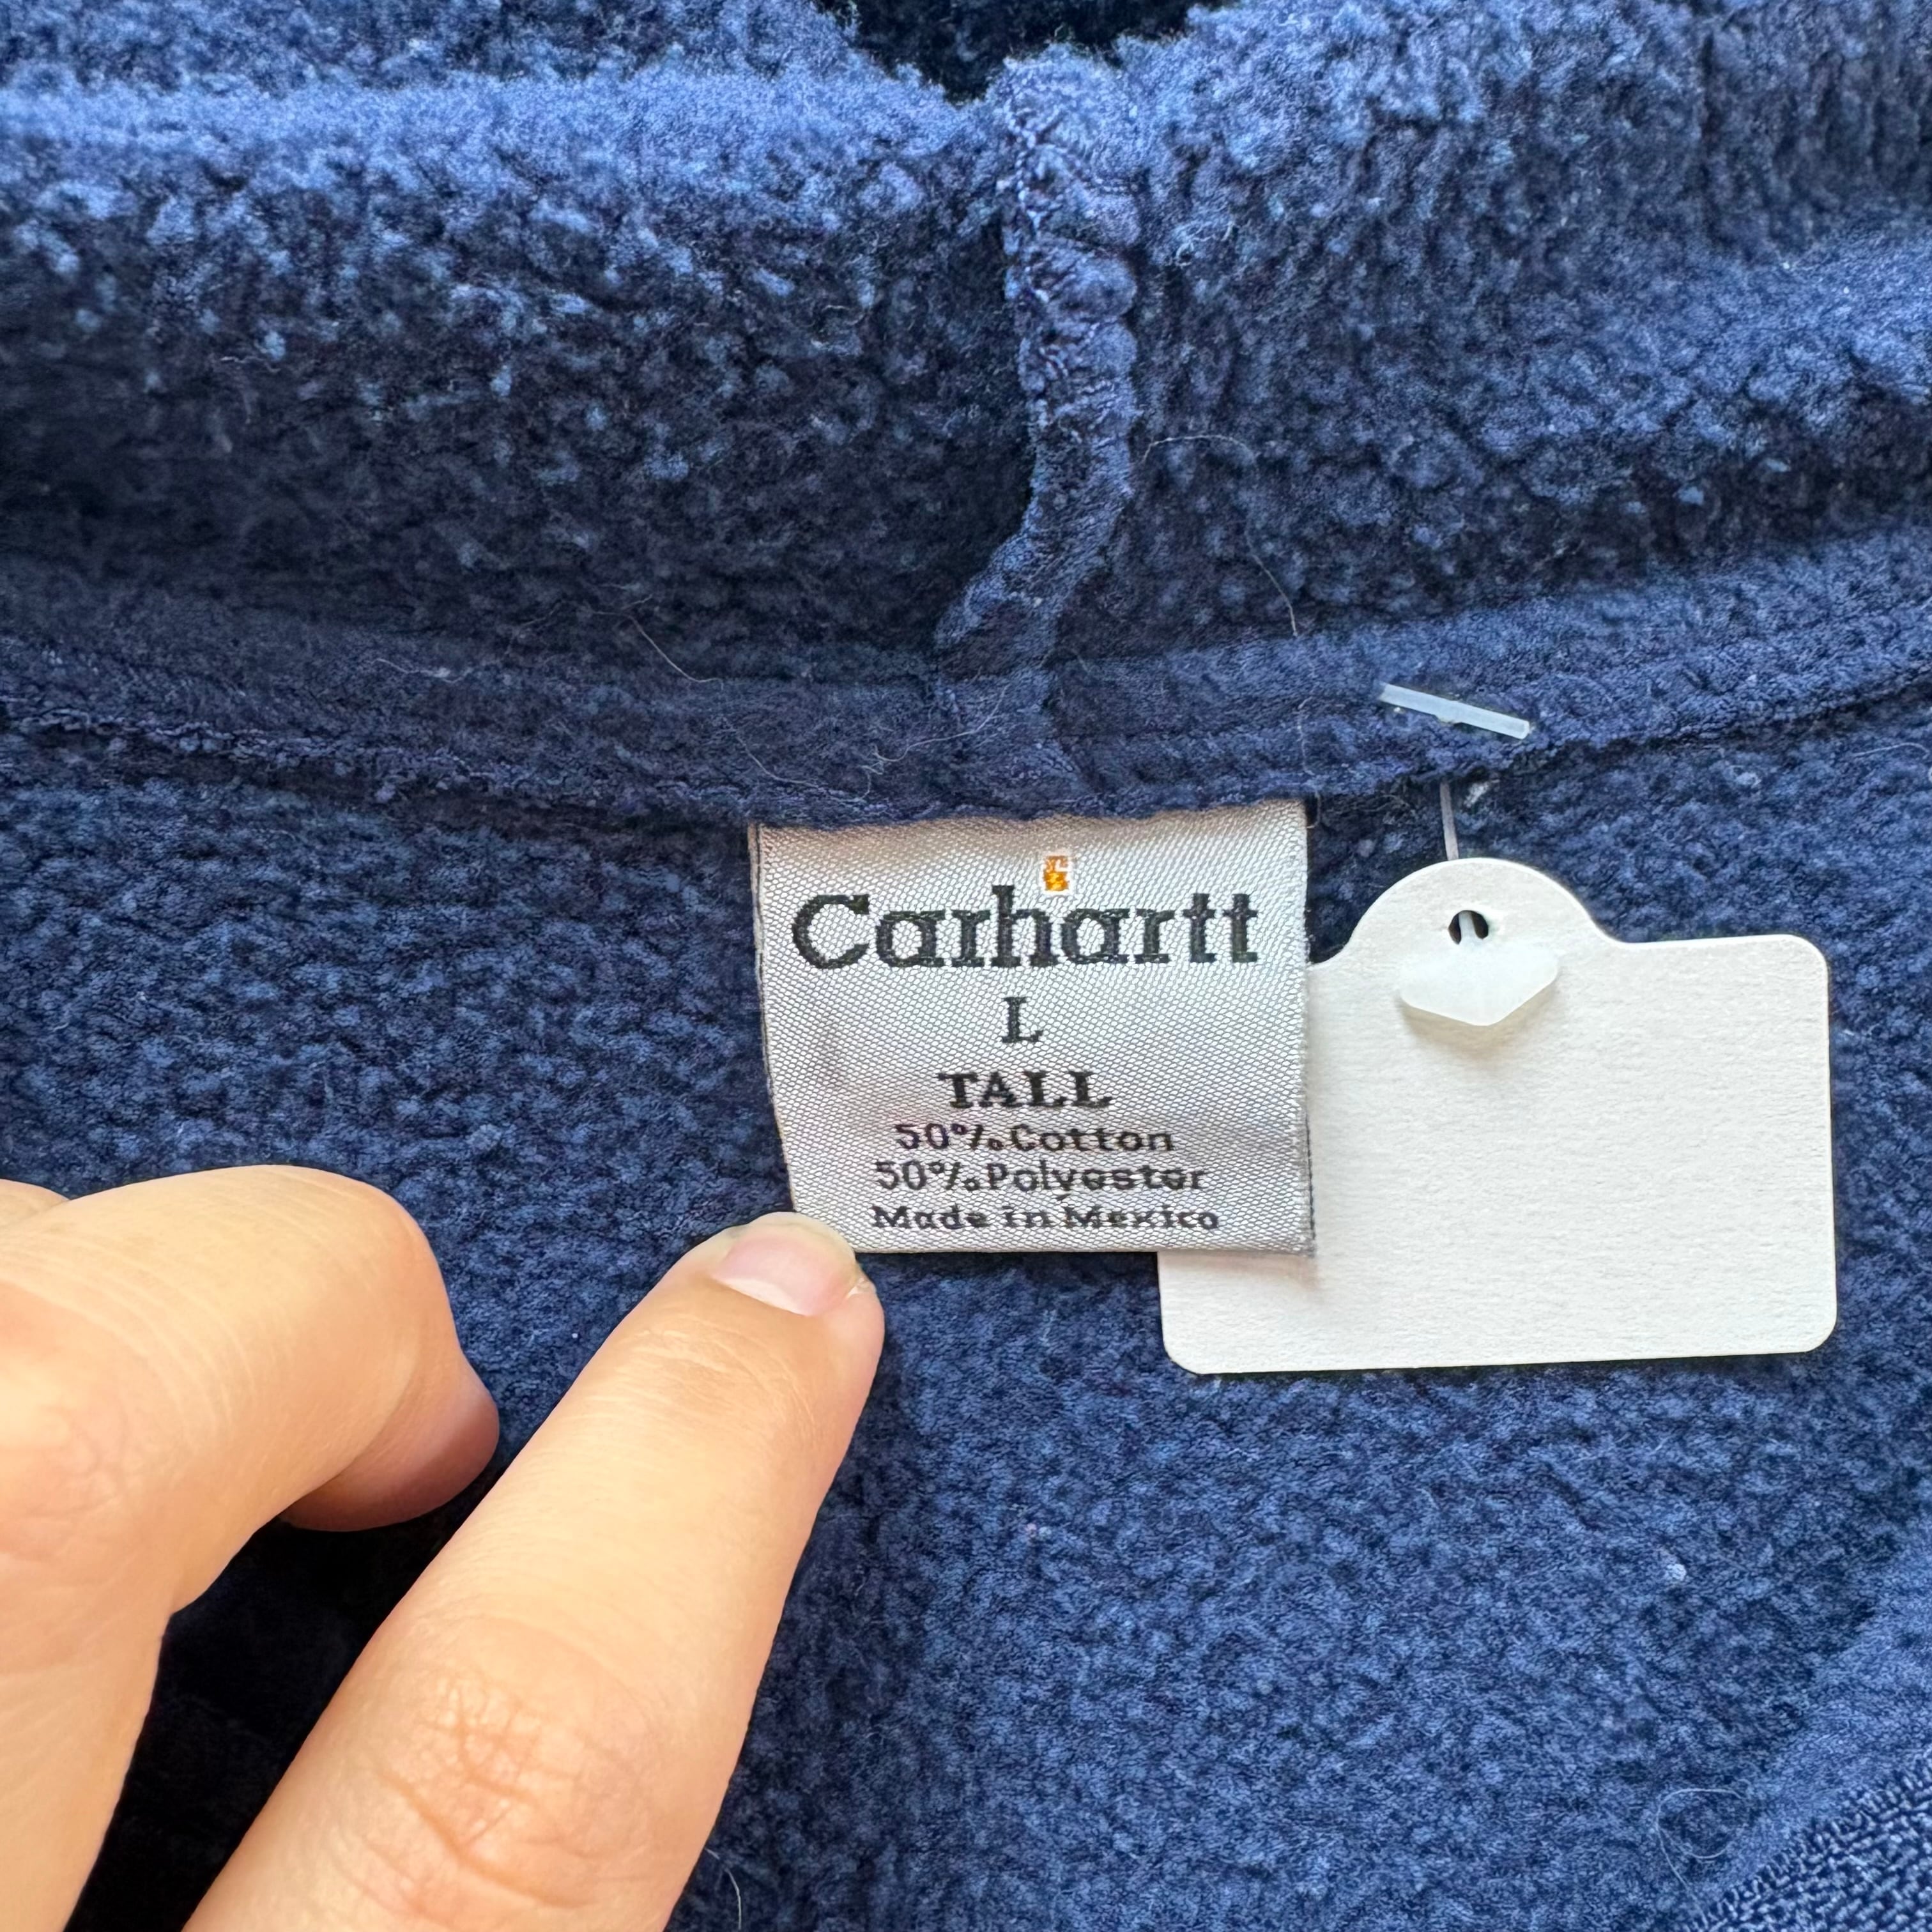 Carhartt
L
TALL
50% Cotton
50% Polyester
Made in Mexico